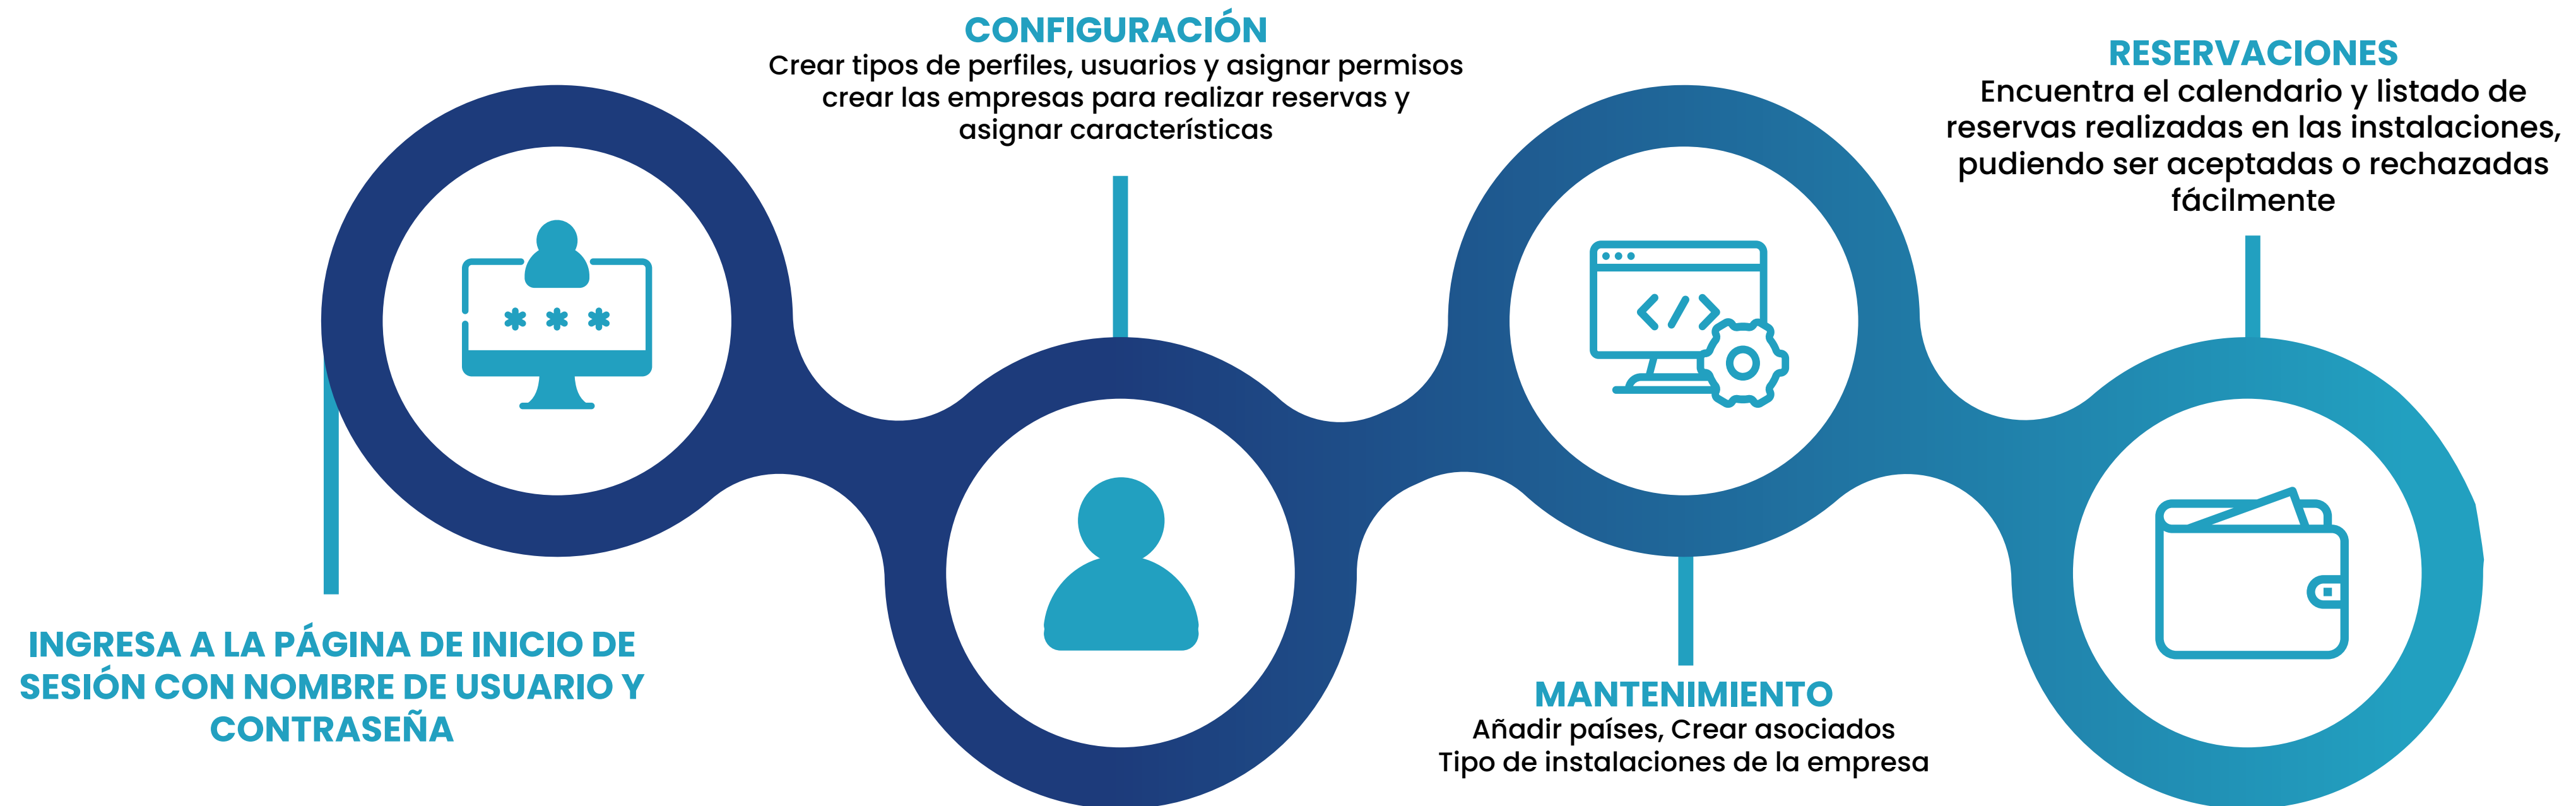 INGRESA A LA PÁGINA DE INICIO DE
SESIÓN CON NOMBRE DE USUARIO Y
CONTRASEÑA
CONFIGURACIÓN
Crear tipos de perfiles, usuarios y asignar permisos
crear las empresas para realizar reservas y
asignar características
MANTENIMIENTO
Añadir países, Crear asociados
Tipo de instalaciones de la empresa
RESERVACIONES
Encuentra el calendario y listado de
reservas realizadas en las instalaciones,
pudiendo ser aceptadas o rechazadas
fácilmente